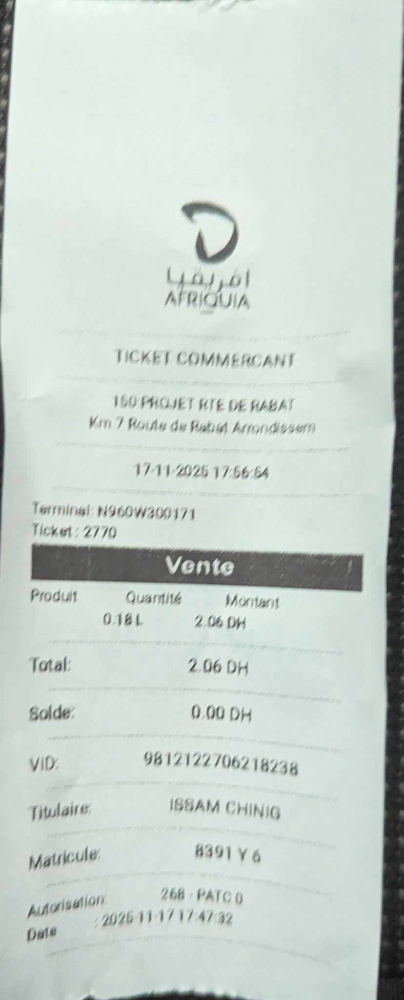 افريقيا
AFRIQUIA
TICKET COMMERCANT
150 PROJET RTE DE RABAT
Km 7 Route de Rabat Arrondissem
17-11-2025 17:56:54
Terminal: N960W300171
Ticket : 2770
Vente
Produit Quantité Montant
0.18 L 2.06 DH
Total: 2.06 DH
Solde: 0.00 DH
VID: 9812122706218238
Titulaire: ISSAM CHINIG
Matricule: 8391 Y 6
Autorisation: 268 - PATC 0
Date : 2025-11-17 17:47:32